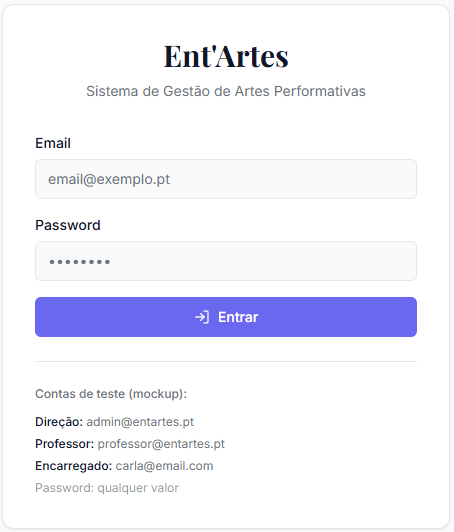 Ent'Artes
Sistema de Gestão de Artes Performativas
Email
email@exemplo.pt
Password
••••••••
Entrar
Contas de teste (mockup):
Direção: admin@entartes.pt
Professor: professor@entartes.pt
Encarregado: carla@email.com
Password: qualquer valor